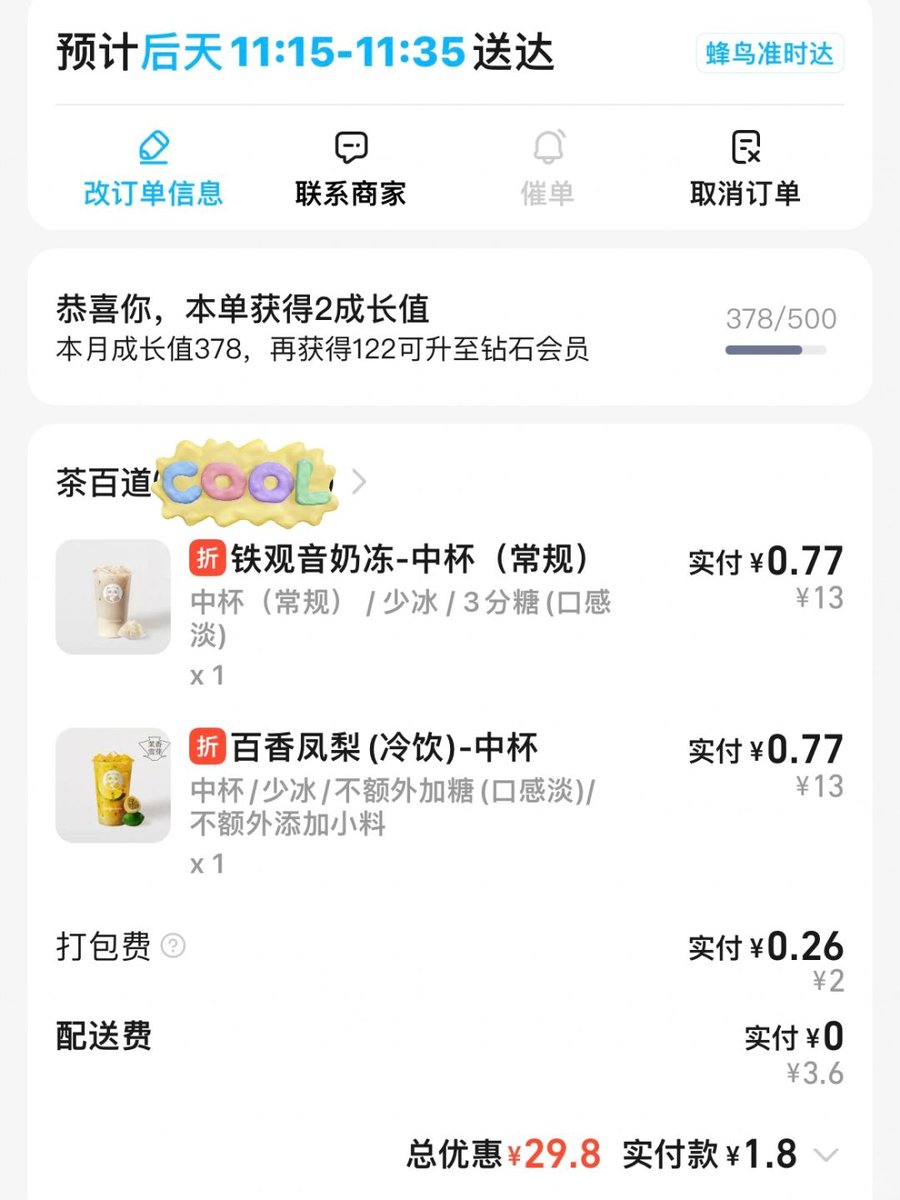 预计后天11:15-11:35送达
蜂鸟准时达
改订单信息
联系商家
催单
取消订单
恭喜你，本单获得2成长值
378/500
本月成长值378，再获得122可升至钻石会员
茶百道
COOL
折 铁观音奶冻-中杯（常规）
实付 ¥0.77
¥13
中杯（常规） / 少冰 / 3 分糖 (口感
淡)
x 1
折 百香凤梨 (冷饮)-中杯
实付 ¥0.77
¥13
中杯 / 少冰 / 不额外加糖 (口感淡)/
不额外添加小料
x 1
打包费 ?
实付 ¥0.26
¥2
配送费
实付 ¥0
¥3.6
总优惠¥29.8 实付款 ¥1.8